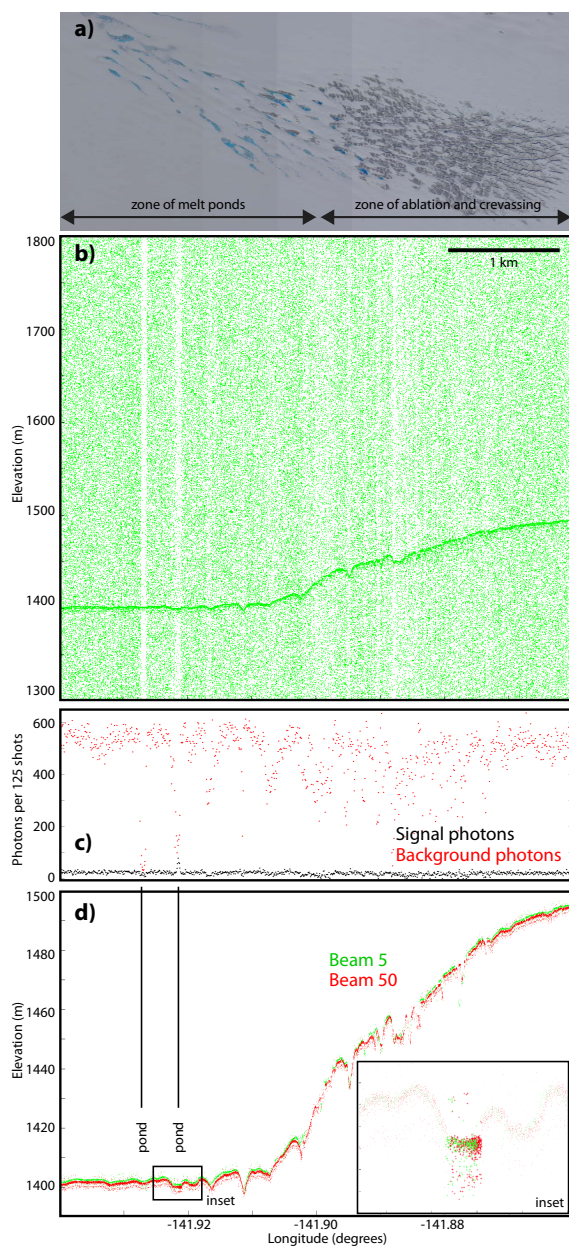 a)
zone of melt ponds
zone of ablation and crevassing
b)
1 km
1800
1700
1600
1500
1400
1300
Elevation (m)
600
400
200
0
Photons per 125 shots
c)
Signal photons
Background photons
d)
Beam 5
Beam 50
1500
1480
1460
1440
1420
1400
Elevation (m)
pond
pond
inset
inset
-141.92
-141.90
-141.88
Longitude (degrees)